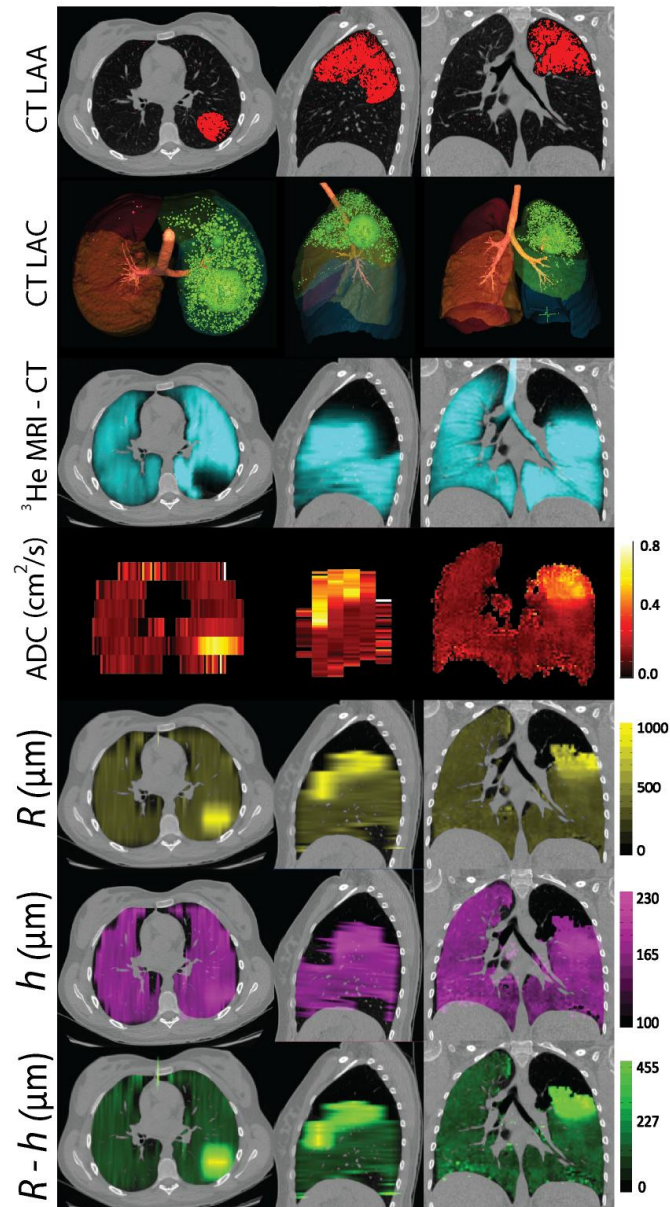 CT LAA
CT LAC
³He MRI - CT
ADC (cm²/s)
0.8
0.4
0.0
R (μm)
1000
500
0
h (μm)
230
165
100
R - h (μm)
455
227
0